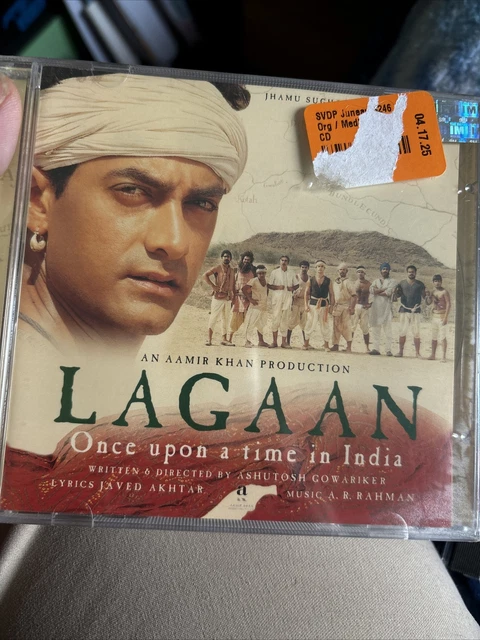 JHAMU
SVDP
246
Org / Med
CD
04.17.25
AN AAMIR KHAN PRODUCTION
LAGAAN
Once upon a time in India
WRITTEN & DIRECTED BY ASHUTOSH GOWARIKER
LYRICS JAVED AKHTAR
MUSIC A. R. RAHMAN